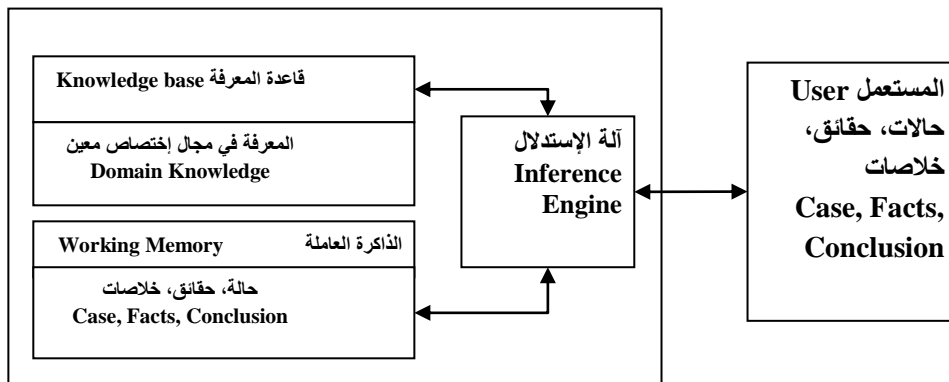 قاعدة المعرفة Knowledge base
المعرفة في مجال إختصاص معين
Domain Knowledge
الذاكرة العاملة Working Memory
حالة، حقائق، خلاصات
Case, Facts, Conclusion
آلة الإستدلال
Inference
Engine
المستعمل User
حالات، حقائق،
خلاصات
Case, Facts,
Conclusion